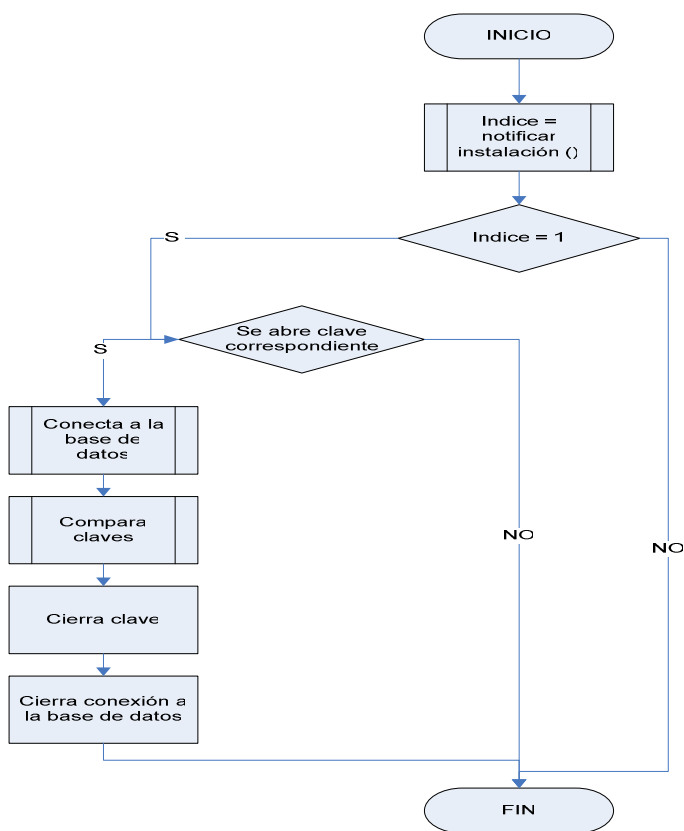 INICIO
Indice =
notificar
instalación ()
Indice = 1
S
Se abre clave
correspondiente
S
Conecta a la
base de
datos
Compara
claves
NO
NO
Cierra clave
Cierra conexión a
la base de datos
FIN